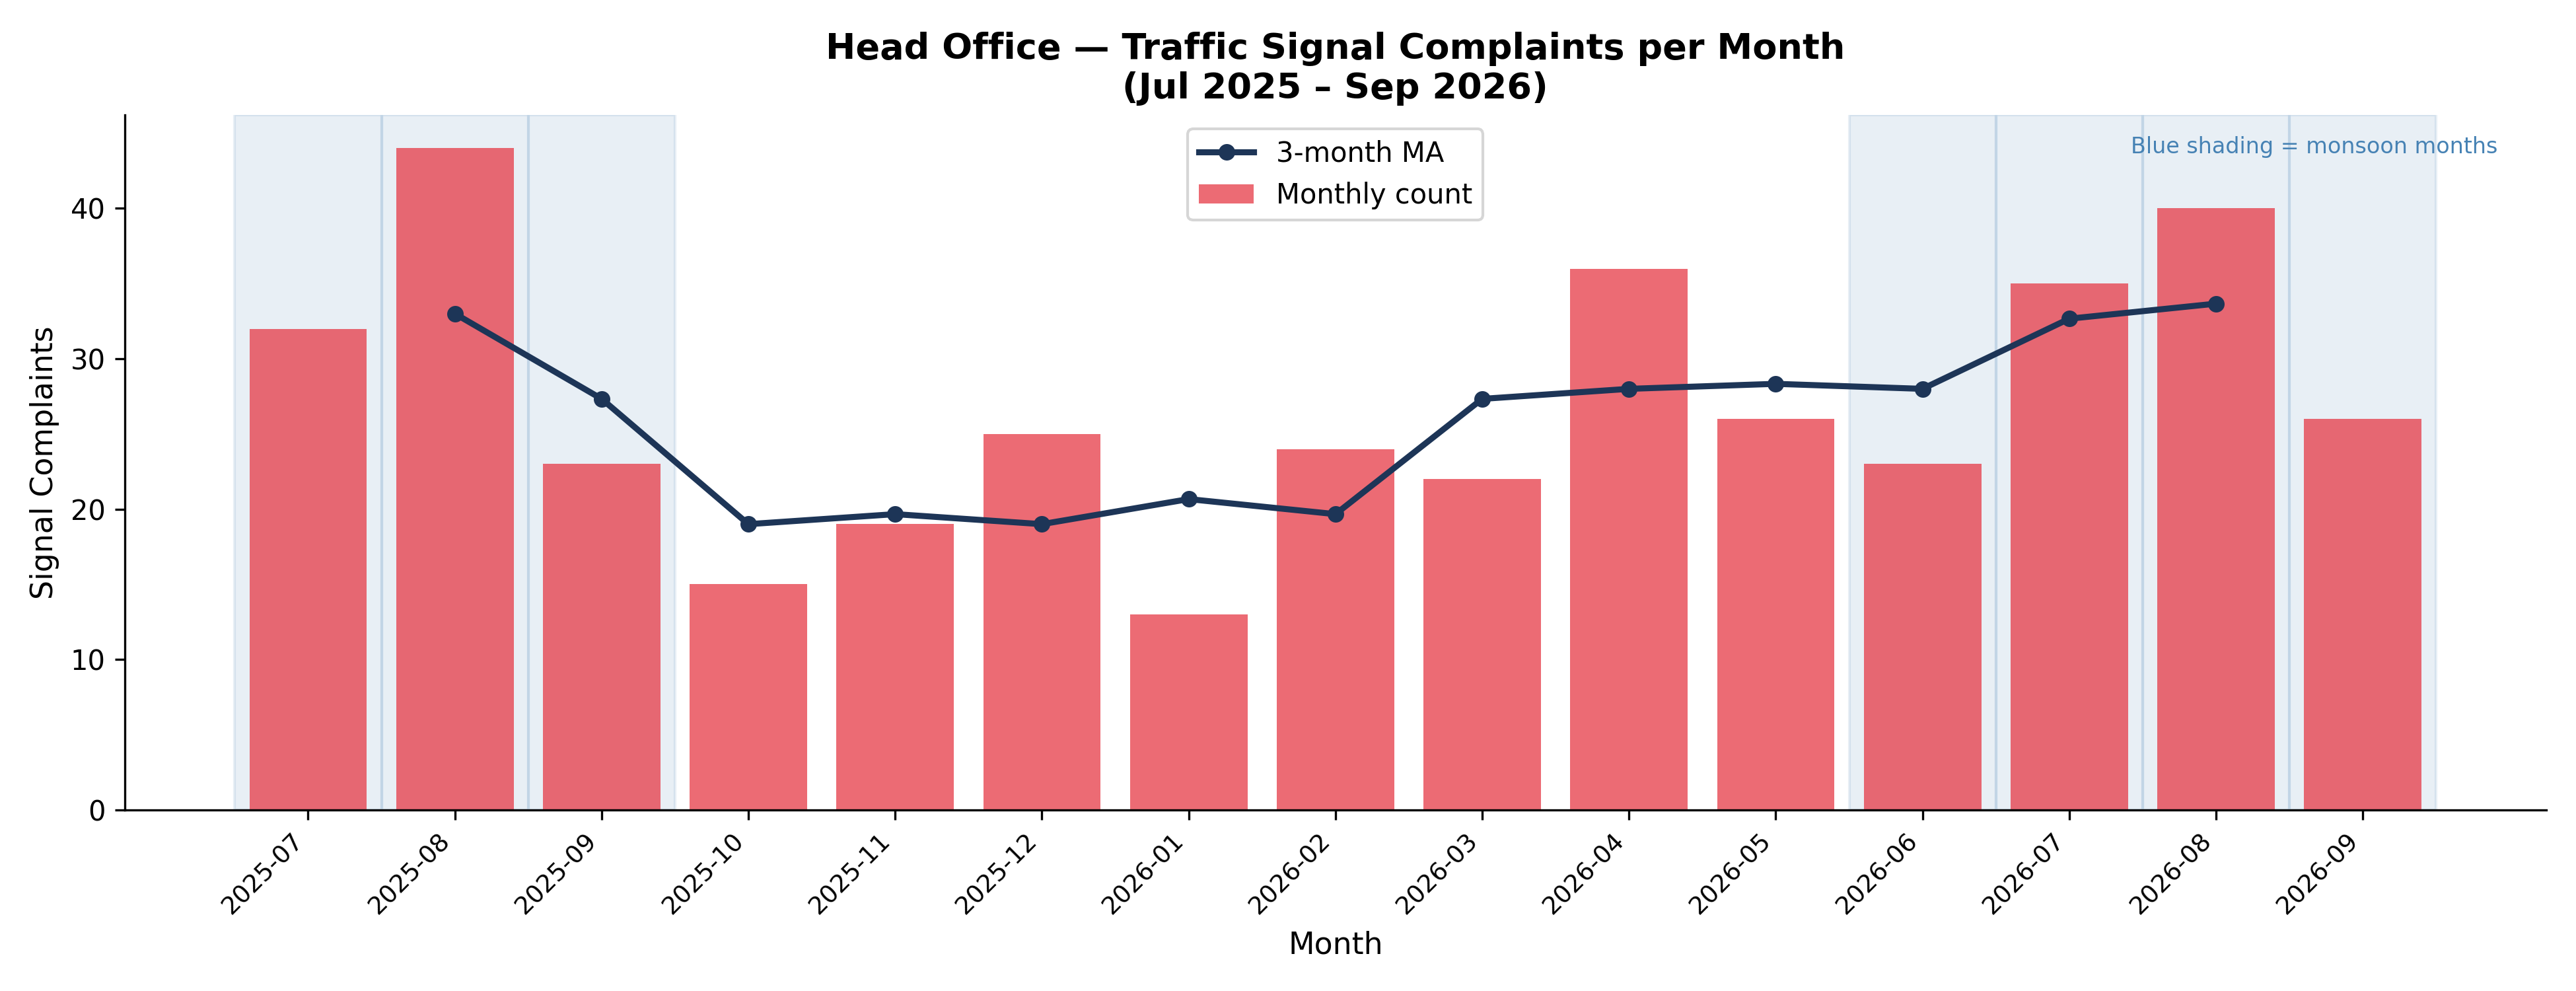 Head Office — Traffic Signal Complaints per Month
(Jul 2025 – Sep 2026)
3-month MA
Monthly count
Blue shading = monsoon months
Signal Complaints
40
30
20
10
0
2025-07
2025-08
2025-09
2025-10
2025-11
2025-12
2026-01
2026-02
2026-03
2026-04
2026-05
2026-06
2026-07
2026-08
2026-09
Month